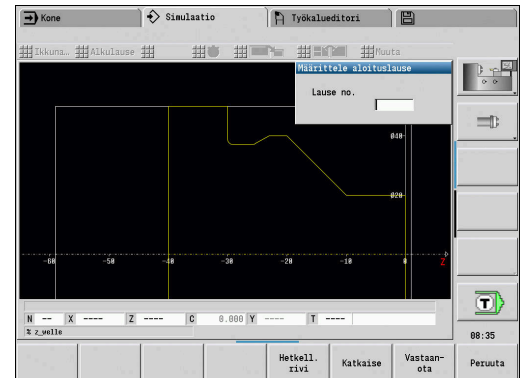 Kone Simulaatio Työkalueditori
Ikkuna… Alkulause Muuta
Määrittele aloituslause
Lause no.
Ø40
Ø20
-60 -50 -40 -30 -20 -10 0 Z
N -- X ---- Z ---- C 0.000 Y ---- T ----
% z_welle
T
08:35
Hetkell. rivi Katkaise Vastaan-ota Peruuta